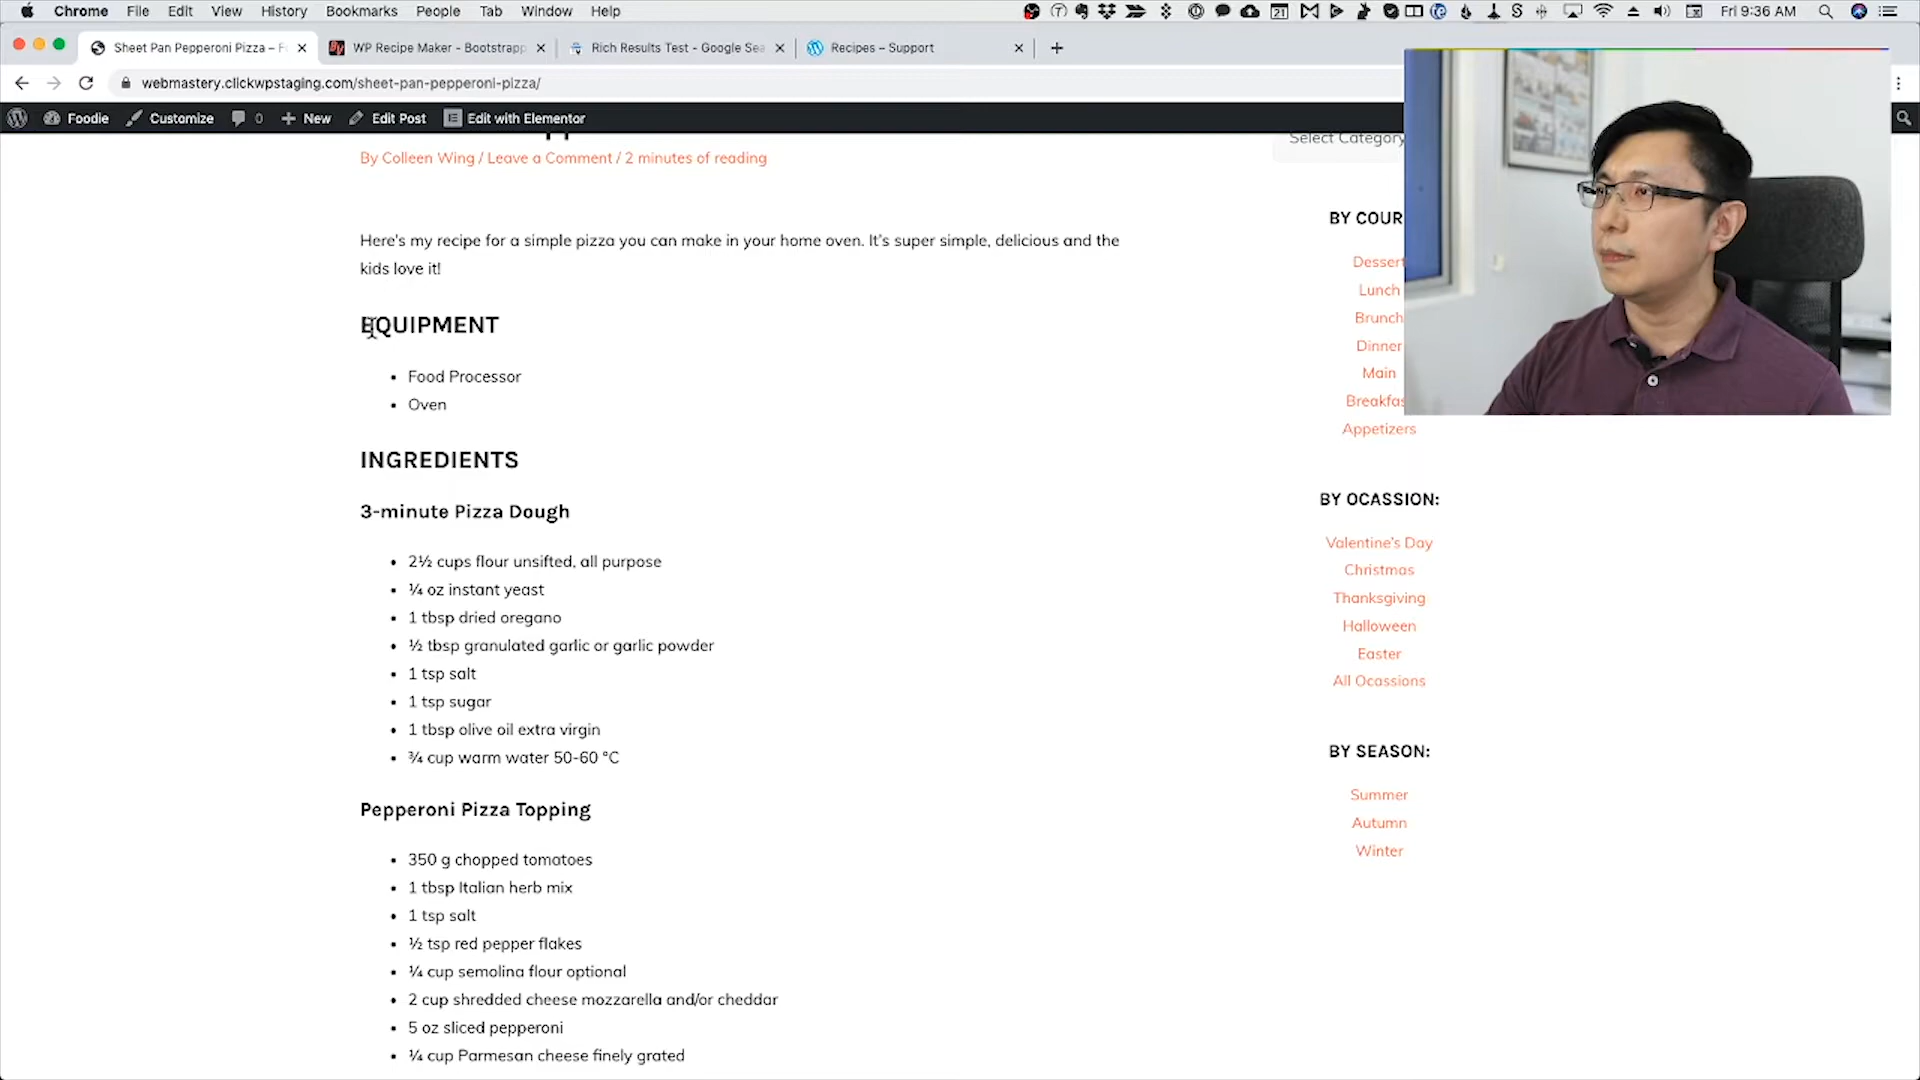 Chrome File Edit View History Bookmarks People Tab Window Help
21 Fri 9:36 AM
Sheet Pan Pepperoni Pizza – F
WP Recipe Maker - Bootstrapp
Rich Results Test - Google Sea
Recipes – Support
webmastery.clickwpstaging.com/sheet-pan-pepperoni-pizza/
Foodie Customize 0 New Edit Post Edit with Elementor
By Colleen Wing / Leave a Comment / 2 minutes of reading
Here's my recipe for a simple pizza you can make in your home oven. It's super simple, delicious and the
kids love it!
EQUIPMENT
• Food Processor
• Oven
INGREDIENTS
3-minute Pizza Dough
• 2½ cups flour unsifted, all purpose
• ¼ oz instant yeast
• 1 tbsp dried oregano
• ½ tbsp granulated garlic or garlic powder
• 1 tsp salt
• 1 tsp sugar
• 1 tbsp olive oil extra virgin
• ¾ cup warm water 50-60 °C
Pepperoni Pizza Topping
• 350 g chopped tomatoes
• 1 tbsp Italian herb mix
• 1 tsp salt
• ½ tsp red pepper flakes
• ¼ cup semolina flour optional
• 2 cup shredded cheese mozzarella and/or cheddar
• 5 oz sliced pepperoni
• ¼ cup Parmesan cheese finely grated
Select Category
BY COUR
Dessert
Lunch
Brunch
Dinner
Main
Breakfas
Appetizers
BY OCASSION:
Valentine's Day
Christmas
Thanksgiving
Halloween
Easter
All Ocassions
BY SEASON:
Summer
Autumn
Winter